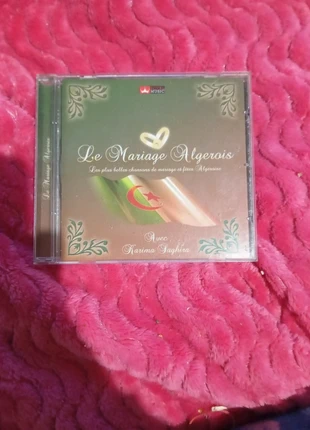 Le Mariage Algerois
Les plus belles chansons de mariage et fêtes Algéroises
Avec
Karima Saghira
Le Mariage Algerois